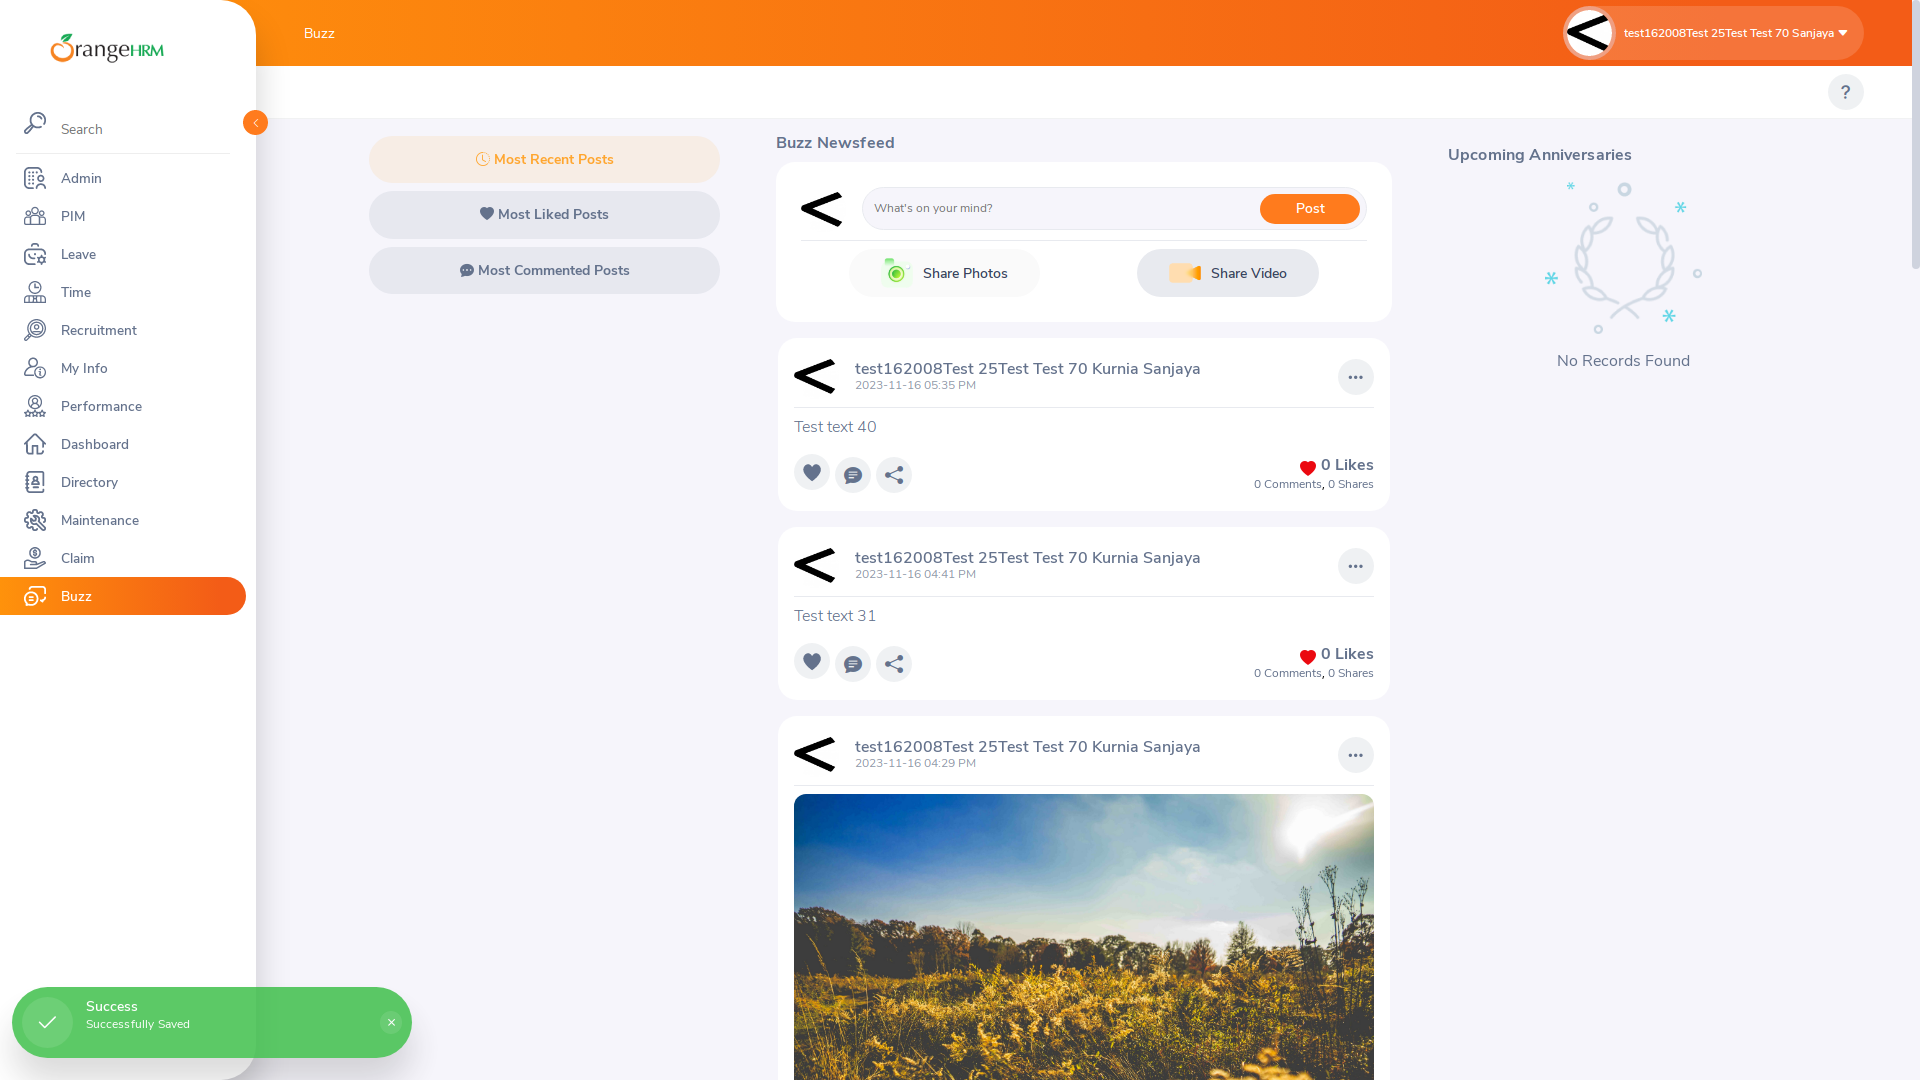 OrangeHRM
Search
Admin
PIM
Leave
Time
Recruitment
My Info
Performance
Dashboard
Directory
Maintenance
Claim
Buzz
Buzz
test162008Test 25Test Test 70 Sanjaya
?
Most Recent Posts
Most Liked Posts
Most Commented Posts
Buzz Newsfeed
What's on your mind?
Post
Share Photos
Share Video
test162008Test 25Test Test 70 Kurnia Sanjaya
2023-11-16 05:35 PM
Test text 40
0 Likes
0 Comments, 0 Shares
test162008Test 25Test Test 70 Kurnia Sanjaya
2023-11-16 04:41 PM
Test text 31
0 Likes
0 Comments, 0 Shares
test162008Test 25Test Test 70 Kurnia Sanjaya
2023-11-16 04:29 PM
Upcoming Anniversaries
No Records Found
Success
Successfully Saved